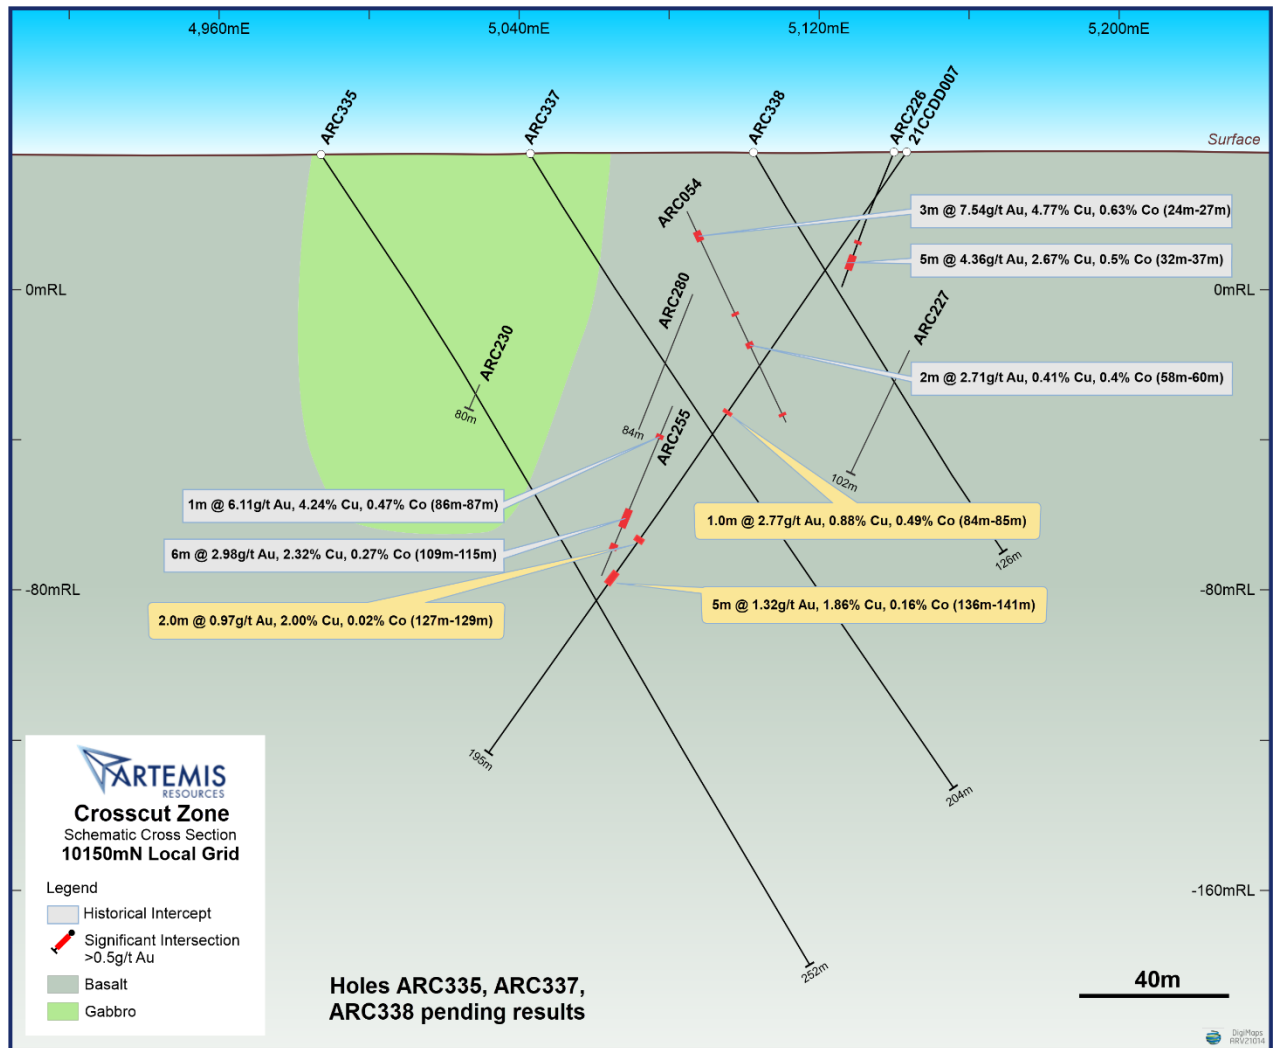 4,960mE
5,040mE
5,120mE
5,200mE
ARC335
ARC337
ARC338
ARC226
21CCDD007
Surface
ARC054
3m @ 7.54g/t Au, 4.77% Cu, 0.63% Co (24m-27m)
5m @ 4.36g/t Au, 2.67% Cu, 0.5% Co (32m-37m)
0mRL
0mRL
ARC280
ARC227
ARC230
80m
2m @ 2.71g/t Au, 0.41% Cu, 0.4% Co (58m-60m)
84m
ARC255
102m
1m @ 6.11g/t Au, 4.24% Cu, 0.47% Co (86m-87m)
1.0m @ 2.77g/t Au, 0.88% Cu, 0.49% Co (84m-85m)
6m @ 2.98g/t Au, 2.32% Cu, 0.27% Co (109m-115m)
126m
-80mRL
-80mRL
2.0m @ 0.97g/t Au, 2.00% Cu, 0.02% Co (127m-129m)
5m @ 1.32g/t Au, 1.86% Cu, 0.16% Co (136m-141m)
195m
204m
ARTEMIS
RESOURCES
Crosscut Zone
Schematic Cross Section
10150mN Local Grid
Legend
Historical Intercept
Significant Intersection
>0.5g/t Au
Basalt
Gabbro
-160mRL
252m
Holes ARC335, ARC337,
ARC338 pending results
40m
DigiMaps
ARV21014